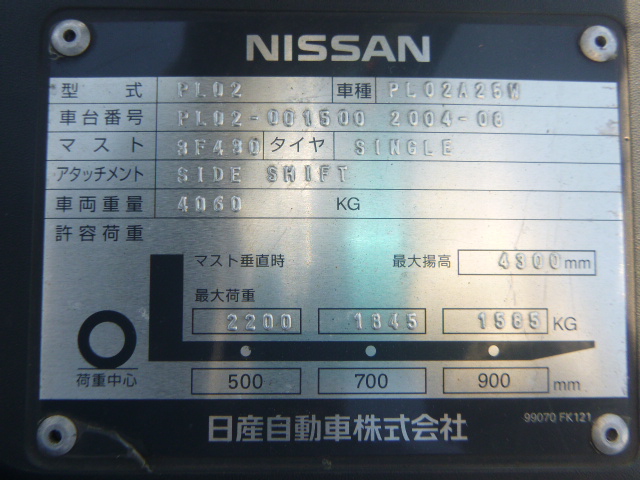 NISSAN
型式 PL02 車種 PL02A25W
車台番号 PL02-001500 2004-08
マスト 3F430 タイヤ SINGLE
アタッチメント SIDE SHIFT
車両重量 4060 KG
許容荷重
マスト垂直時 最大揚高 4300mm
最大荷重
2200 1845 1565 KG
荷重中心 500 700 900 mm
日産自動車株式会社 99070 FK121